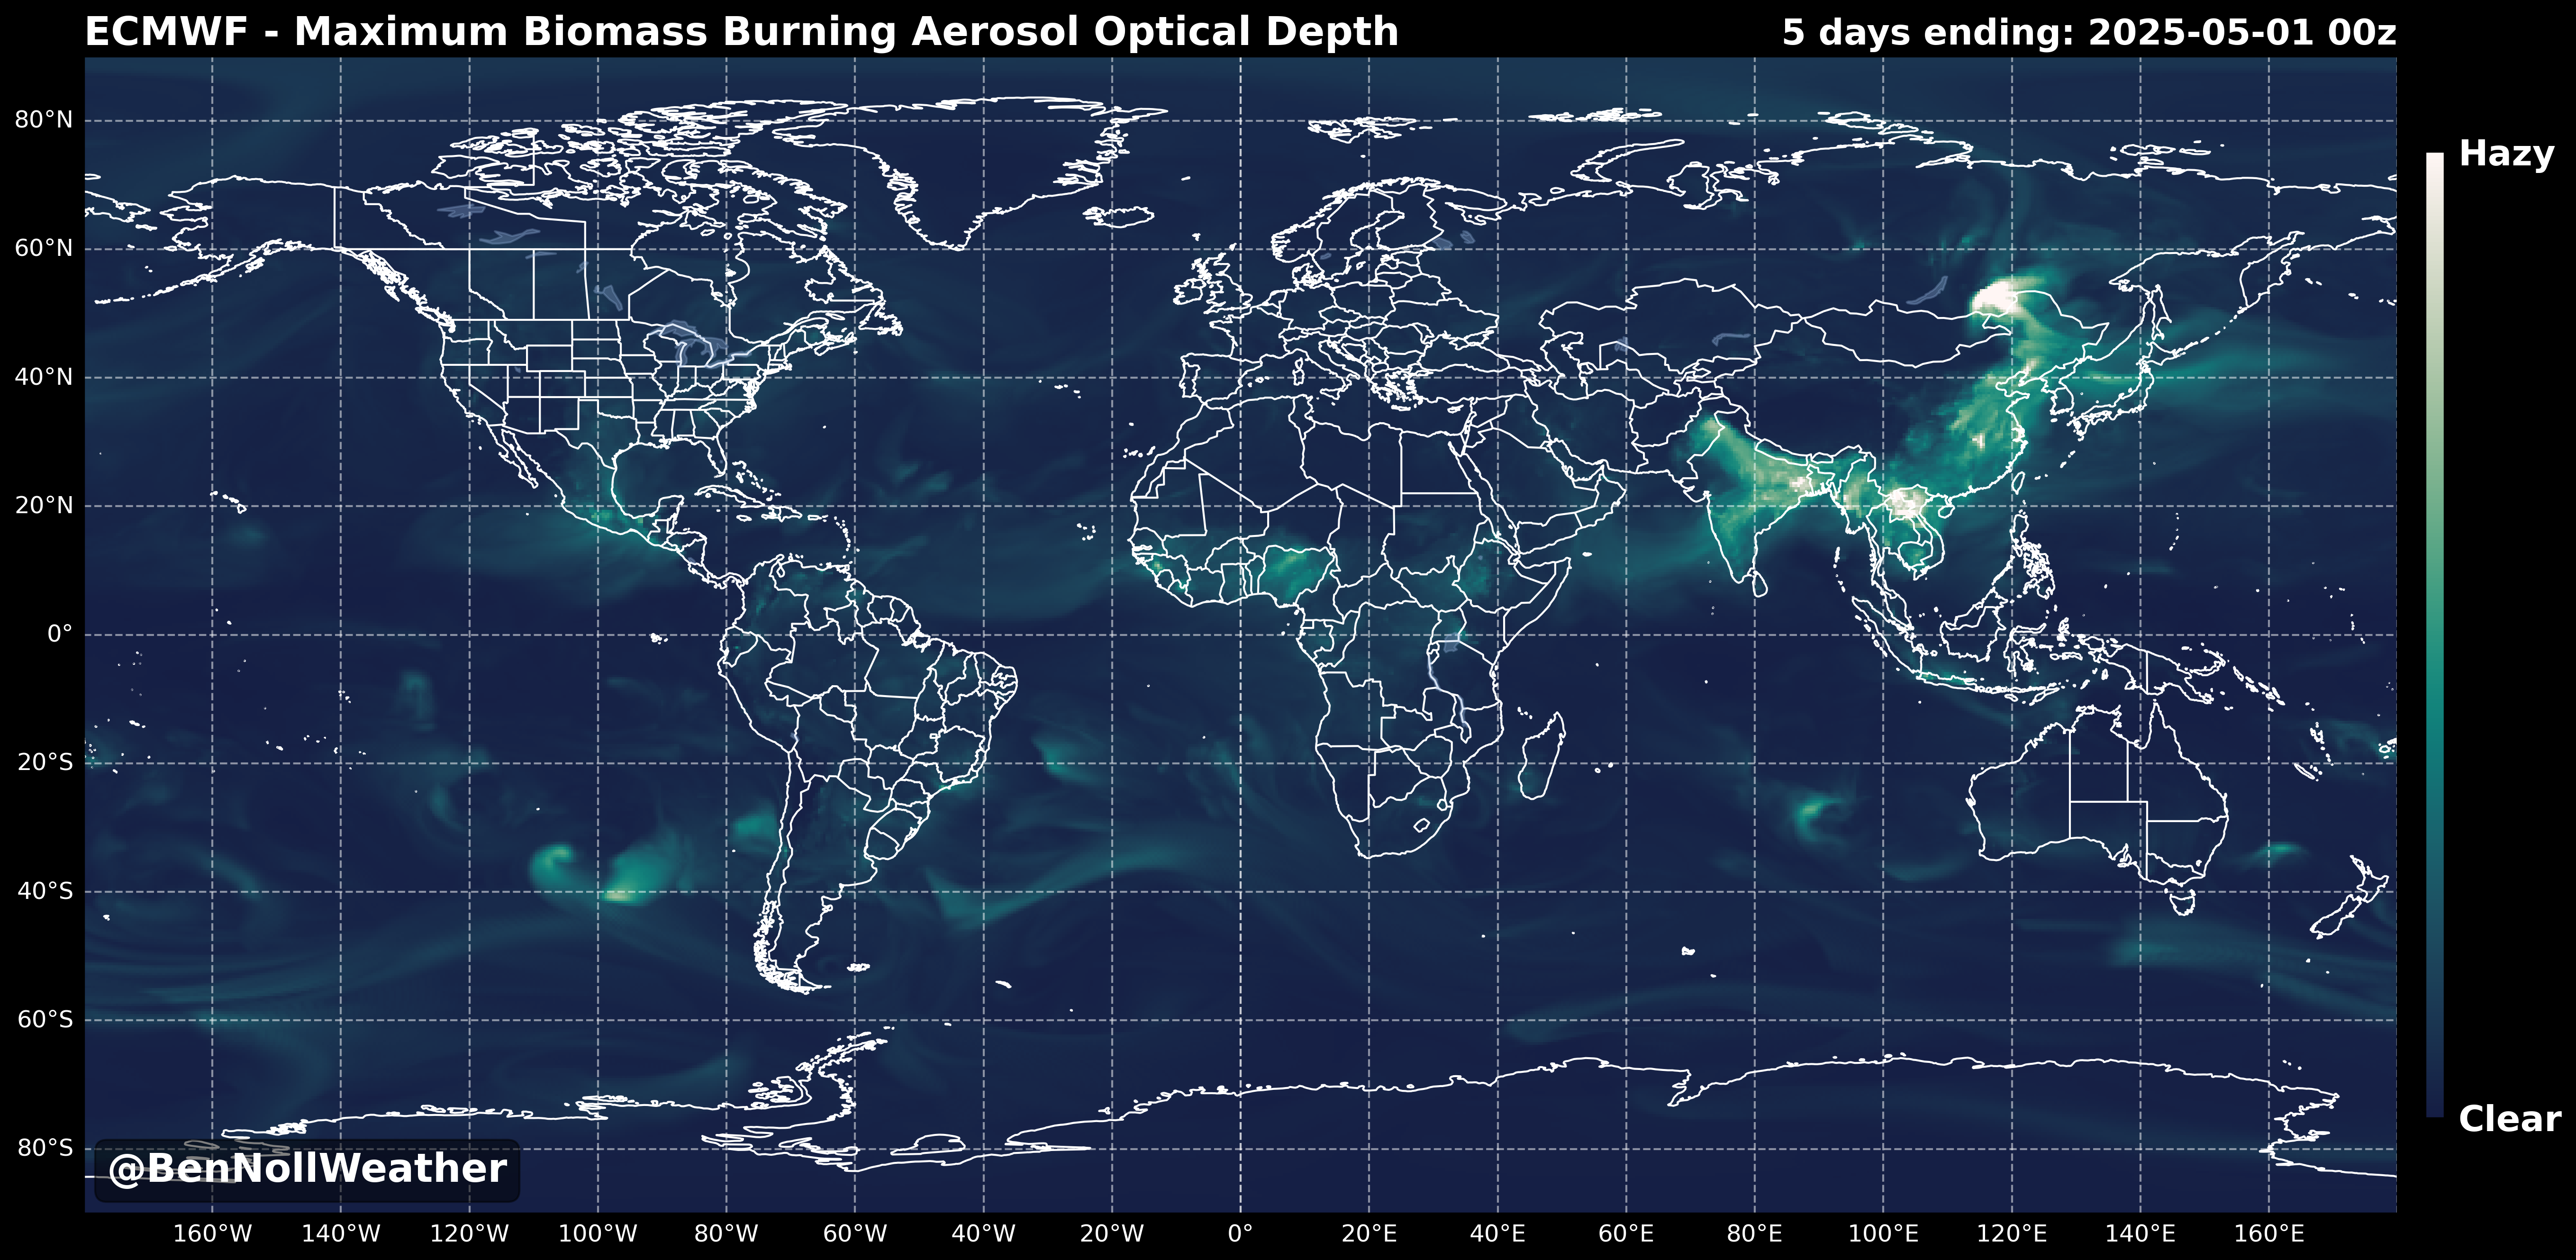 ECMWF - Maximum Biomass Burning Aerosol Optical Depth
5 days ending: 2025-05-01 00z
80°N
60°N
40°N
20°N
0°
20°S
40°S
60°S
80°S
Hazy
Clear
@BenNollWeather
160°W 140°W 120°W 100°W 80°W 60°W 40°W 20°W 0° 20°E 40°E 60°E 80°E 100°E 120°E 140°E 160°E